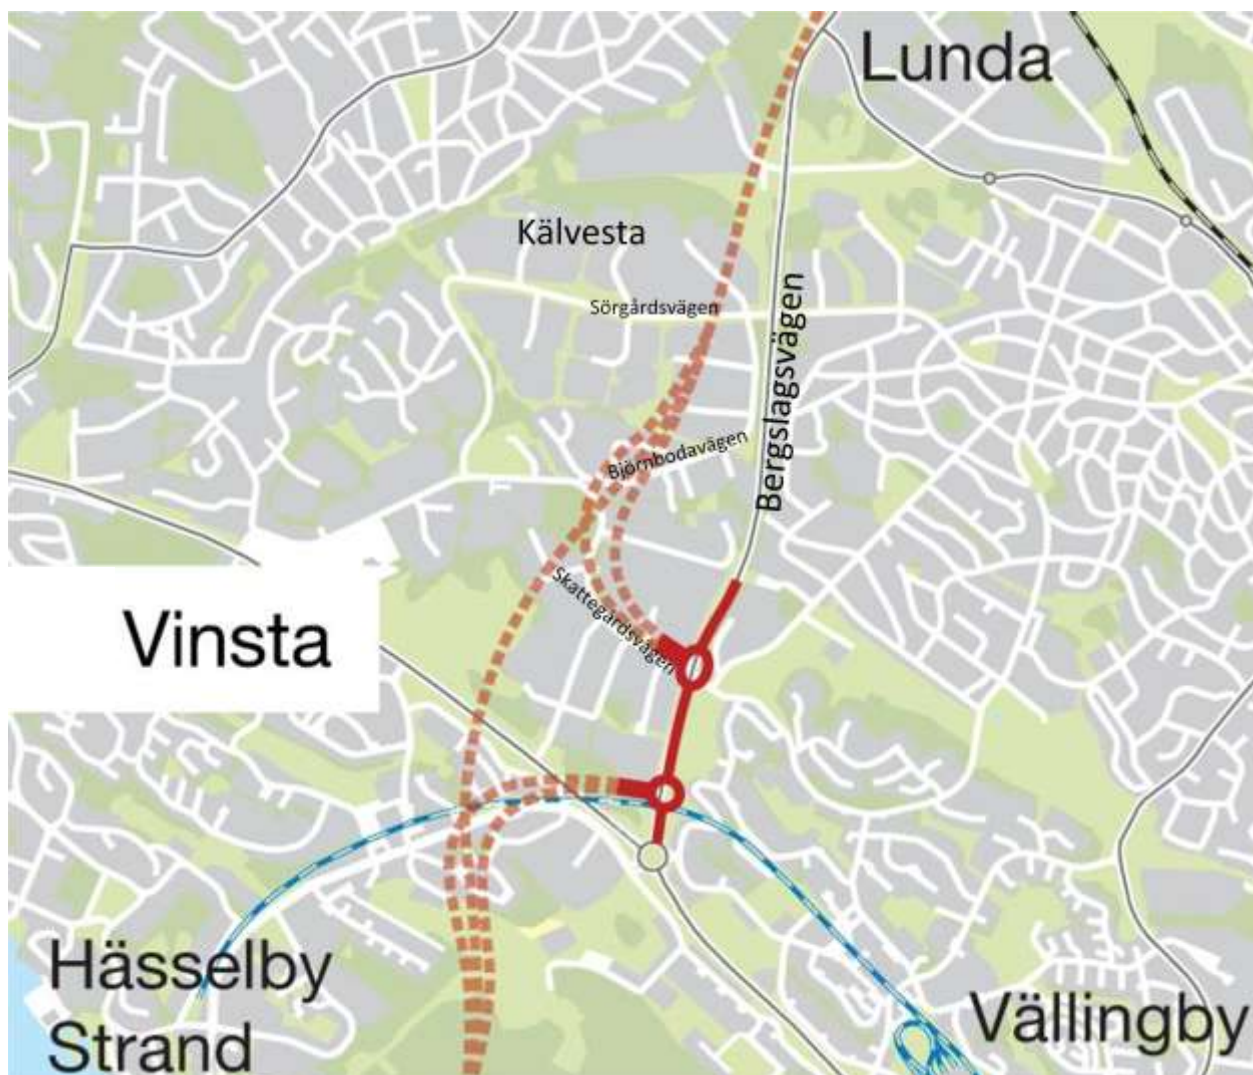 Lunda
Kälvesta
Sörgårdsvägen
Bergslagsvägen
Björnbodavägen
Skattegårdsvägen
Vinsta
Hässelby
Strand
Vällingby